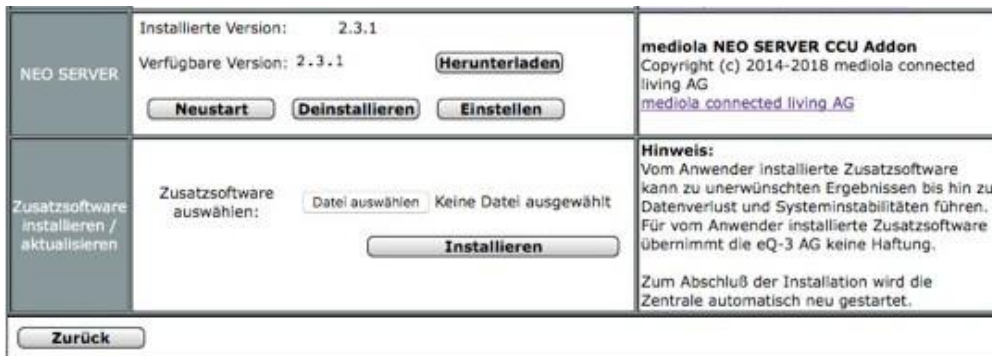 NEO SERVER
Installierte Version: 2.3.1
Verfügbare Version: 2.3.1
Herunterladen
Neustart
Deinstallieren
Einstellen
mediola NEO SERVER CCU Addon
Copyright (c) 2014-2018 mediola connected
living AG
mediola connected living AG
Zusatzsoftware
installieren /
aktualisieren
Zusatzsoftware
auswählen:
Datei auswählen Keine Datei ausgewählt
Installieren
Hinweis:
Vom Anwender installierte Zusatzsoftware
kann zu unerwünschten Ergebnissen bis hin zu
Datenverlust und Systeminstabilitäten führen.
Für vom Anwender installierte Zusatzsoftware
übernimmt die eQ-3 AG keine Haftung.
Zum Abschluß der Installation wird die
Zentrale automatisch neu gestartet.
Zurück